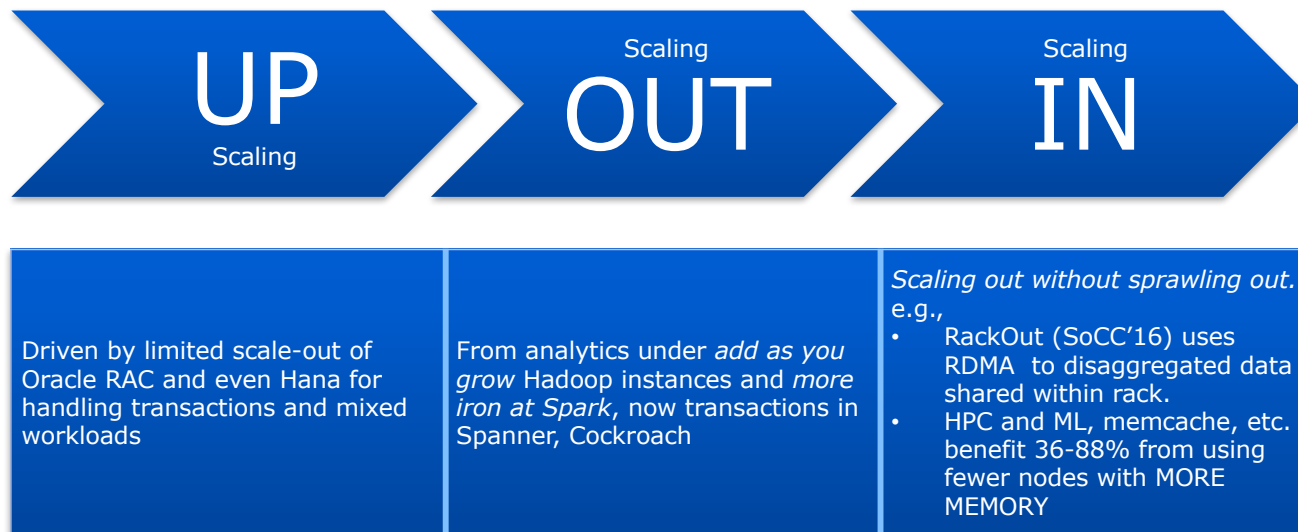 UP
Scaling
Scaling
OUT
Scaling
IN
Driven by limited scale-out of
Oracle RAC and even Hana for
handling transactions and mixed
workloads
From analytics under add as you
grow Hadoop instances and more
iron at Spark, now transactions in
Spanner, Cockroach
Scaling out without sprawling out.
e.g.,
• RackOut (SoCC’16) uses
RDMA to disaggregated data
shared within rack.
• HPC and ML, memcache, etc.
benefit 36-88% from using
fewer nodes with MORE
MEMORY